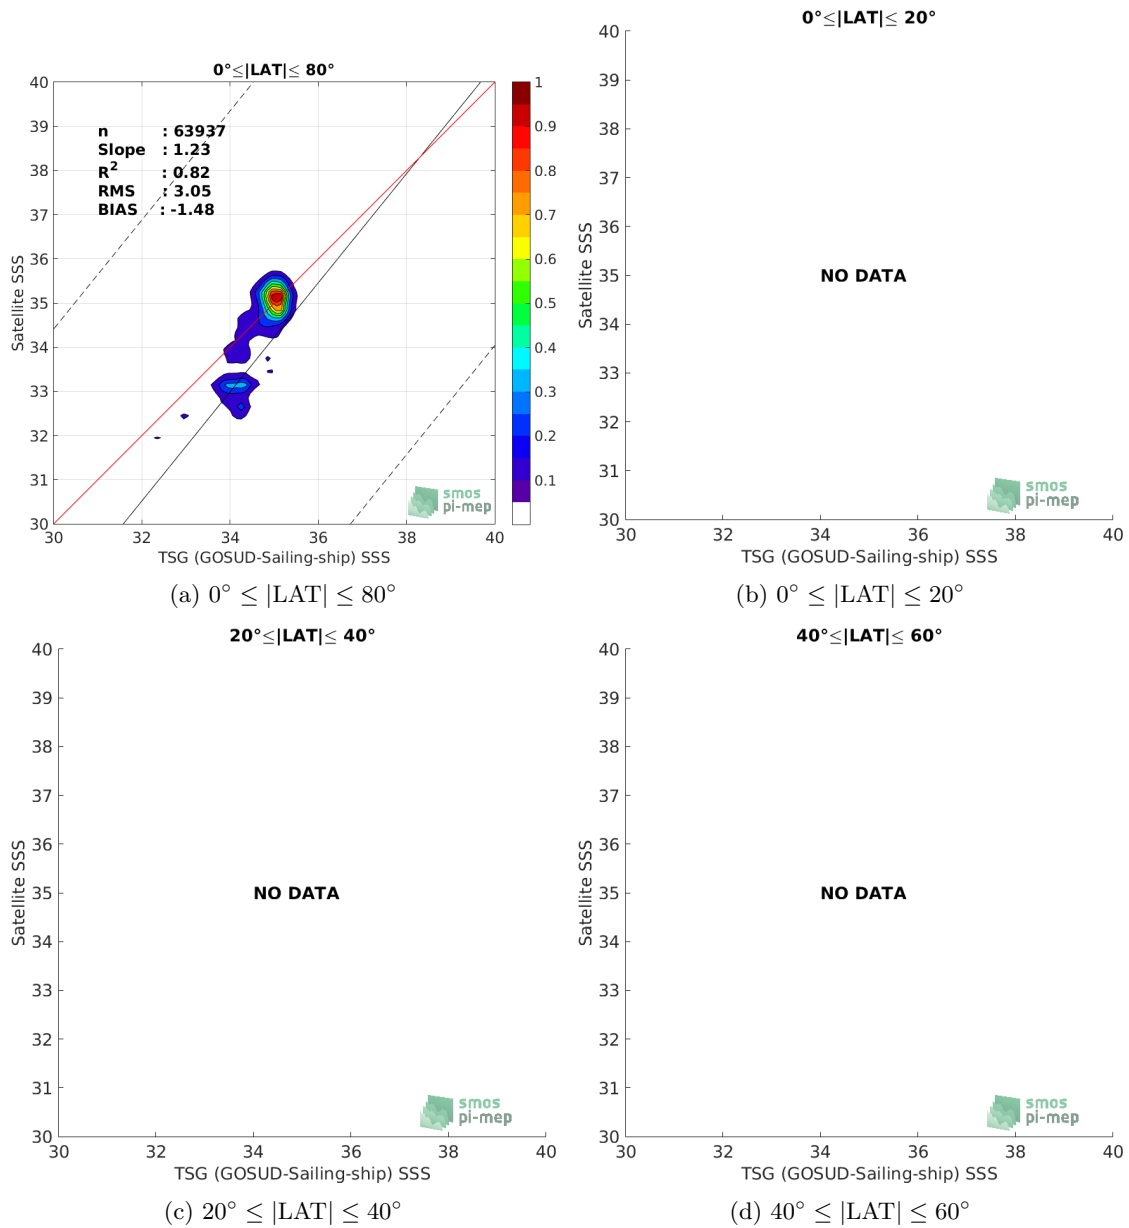 0°≤|LAT|≤ 80°
40
39
38
37
36
35
34
33
32
31
30
Satellite SSS
n : 63937
Slope : 1.23
R2 : 0.82
RMS : 3.05
BIAS : -1.48
1
0.9
0.8
0.7
0.6
0.5
0.4
0.3
0.2
0.1
smos
pi-mep
30 32 34 36 38 40
TSG (GOSUD-Sailing-ship) SSS
(a) 0° ≤ |LAT| ≤ 80°
0°≤|LAT|≤ 20°
40
39
38
37
36
35
34
33
32
31
30
Satellite SSS
NO DATA
smos
pi-mep
30 32 34 36 38 40
TSG (GOSUD-Sailing-ship) SSS
(b) 0° ≤ |LAT| ≤ 20°
20°≤|LAT|≤ 40°
40
39
38
37
36
35
34
33
32
31
30
Satellite SSS
NO DATA
smos
pi-mep
30 32 34 36 38 40
TSG (GOSUD-Sailing-ship) SSS
(c) 20° ≤ |LAT| ≤ 40°
40°≤|LAT|≤ 60°
40
39
38
37
36
35
34
33
32
31
30
Satellite SSS
NO DATA
smos
pi-mep
30 32 34 36 38 40
TSG (GOSUD-Sailing-ship) SSS
(d) 40° ≤ |LAT| ≤ 60°